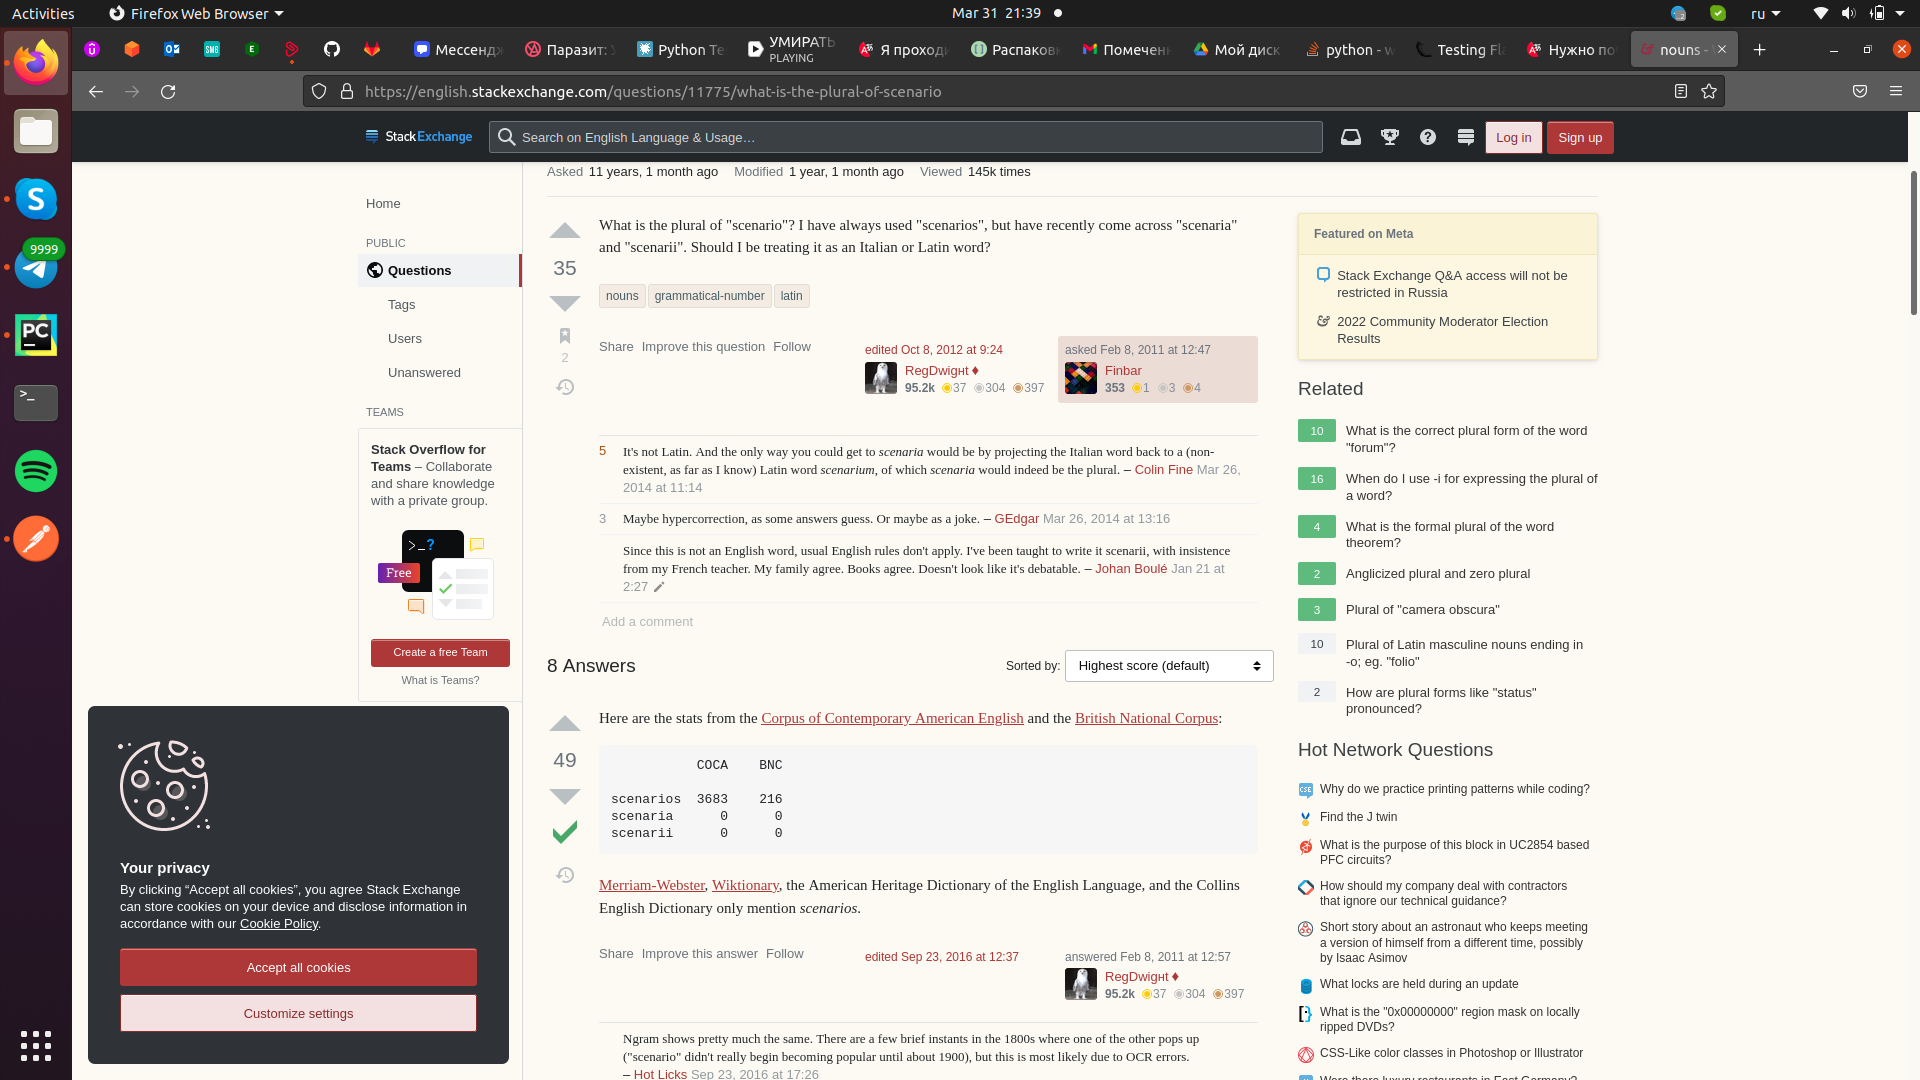 Activities
Firefox Web Browser
Mar 31 21:39
ru
Мессендж
Паразит:
Python Te
УМИРАТЬ
PLAYING
Я проход
Распаков
Помечен
Мой диск
python - w
Testing Fla
Нужно по
nouns -
https://english.stackexchange.com/questions/11775/what-is-the-plural-of-scenario
StackExchange
Search on English Language & Usage…
Log in
Sign up
9999
Asked 11 years, 1 month ago Modified 1 year, 1 month ago Viewed 145k times
Home
PUBLIC
Questions
Tags
Users
Unanswered
TEAMS
Stack Overflow for
Teams – Collaborate
and share knowledge
with a private group.
>_?
Free
Create a free Team
What is Teams?
35
2
What is the plural of "scenario"? I have always used "scenarios", but have recently come across "scenaria"
and "scenarii". Should I be treating it as an Italian or Latin word?
nouns grammatical-number latin
Share Improve this question Follow
edited Oct 8, 2012 at 9:24
RegDwigнt ♦
95.2k 37 304 397
asked Feb 8, 2011 at 12:47
Finbar
353 1 3 4
5 It's not Latin. And the only way you could get to scenaria would be by projecting the Italian word back to a (non-
existent, as far as I know) Latin word scenarium, of which scenaria would indeed be the plural. – Colin Fine Mar 26,
2014 at 11:14
3 Maybe hypercorrection, as some answers guess. Or maybe as a joke. – GEdgar Mar 26, 2014 at 13:16
Since this is not an English word, usual English rules don't apply. I've been taught to write it scenarii, with insistence
from my French teacher. My family agree. Books agree. Doesn't look like it's debatable. – Johan Boulé Jan 21 at
2:27
Add a comment
8 Answers
Sorted by: Highest score (default)
49
Here are the stats from the Corpus of Contemporary American English and the British National Corpus:
COCA BNC
scenarios 3683 216
scenaria 0 0
scenarii 0 0
Merriam-Webster, Wiktionary, the American Heritage Dictionary of the English Language, and the Collins
English Dictionary only mention scenarios.
Share Improve this answer Follow
edited Sep 23, 2016 at 12:37
answered Feb 8, 2011 at 12:57
RegDwigнt ♦
95.2k 37 304 397
Ngram shows pretty much the same. There are a few brief instants in the 1800s where one of the other pops up
("scenario" didn't really begin becoming popular until about 1900), but this is most likely due to OCR errors.
– Hot Licks Sep 23, 2016 at 17:26
Featured on Meta
Stack Exchange Q&A access will not be
restricted in Russia
2022 Community Moderator Election
Results
Related
10 What is the correct plural form of the word
"forum"?
16 When do I use -i for expressing the plural of
a word?
4 What is the formal plural of the word
theorem?
2 Anglicized plural and zero plural
3 Plural of "camera obscura"
10 Plural of Latin masculine nouns ending in
-o; eg. "folio"
2 How are plural forms like "status"
pronounced?
Hot Network Questions
Why do we practice printing patterns while coding?
Find the J twin
What is the purpose of this block in UC2854 based
PFC circuits?
How should my company deal with contractors
that ignore our technical guidance?
Short story about an astronaut who keeps meeting
a version of himself from a different time, possibly
by Isaac Asimov
What locks are held during an update
What is the "0x00000000" region mask on locally
ripped DVDs?
CSS-Like color classes in Photoshop or Illustrator
Were there luxury restaurants in East Germany?
Your privacy
By clicking “Accept all cookies”, you agree Stack Exchange
can store cookies on your device and disclose information in
accordance with our Cookie Policy.
Accept all cookies
Customize settings